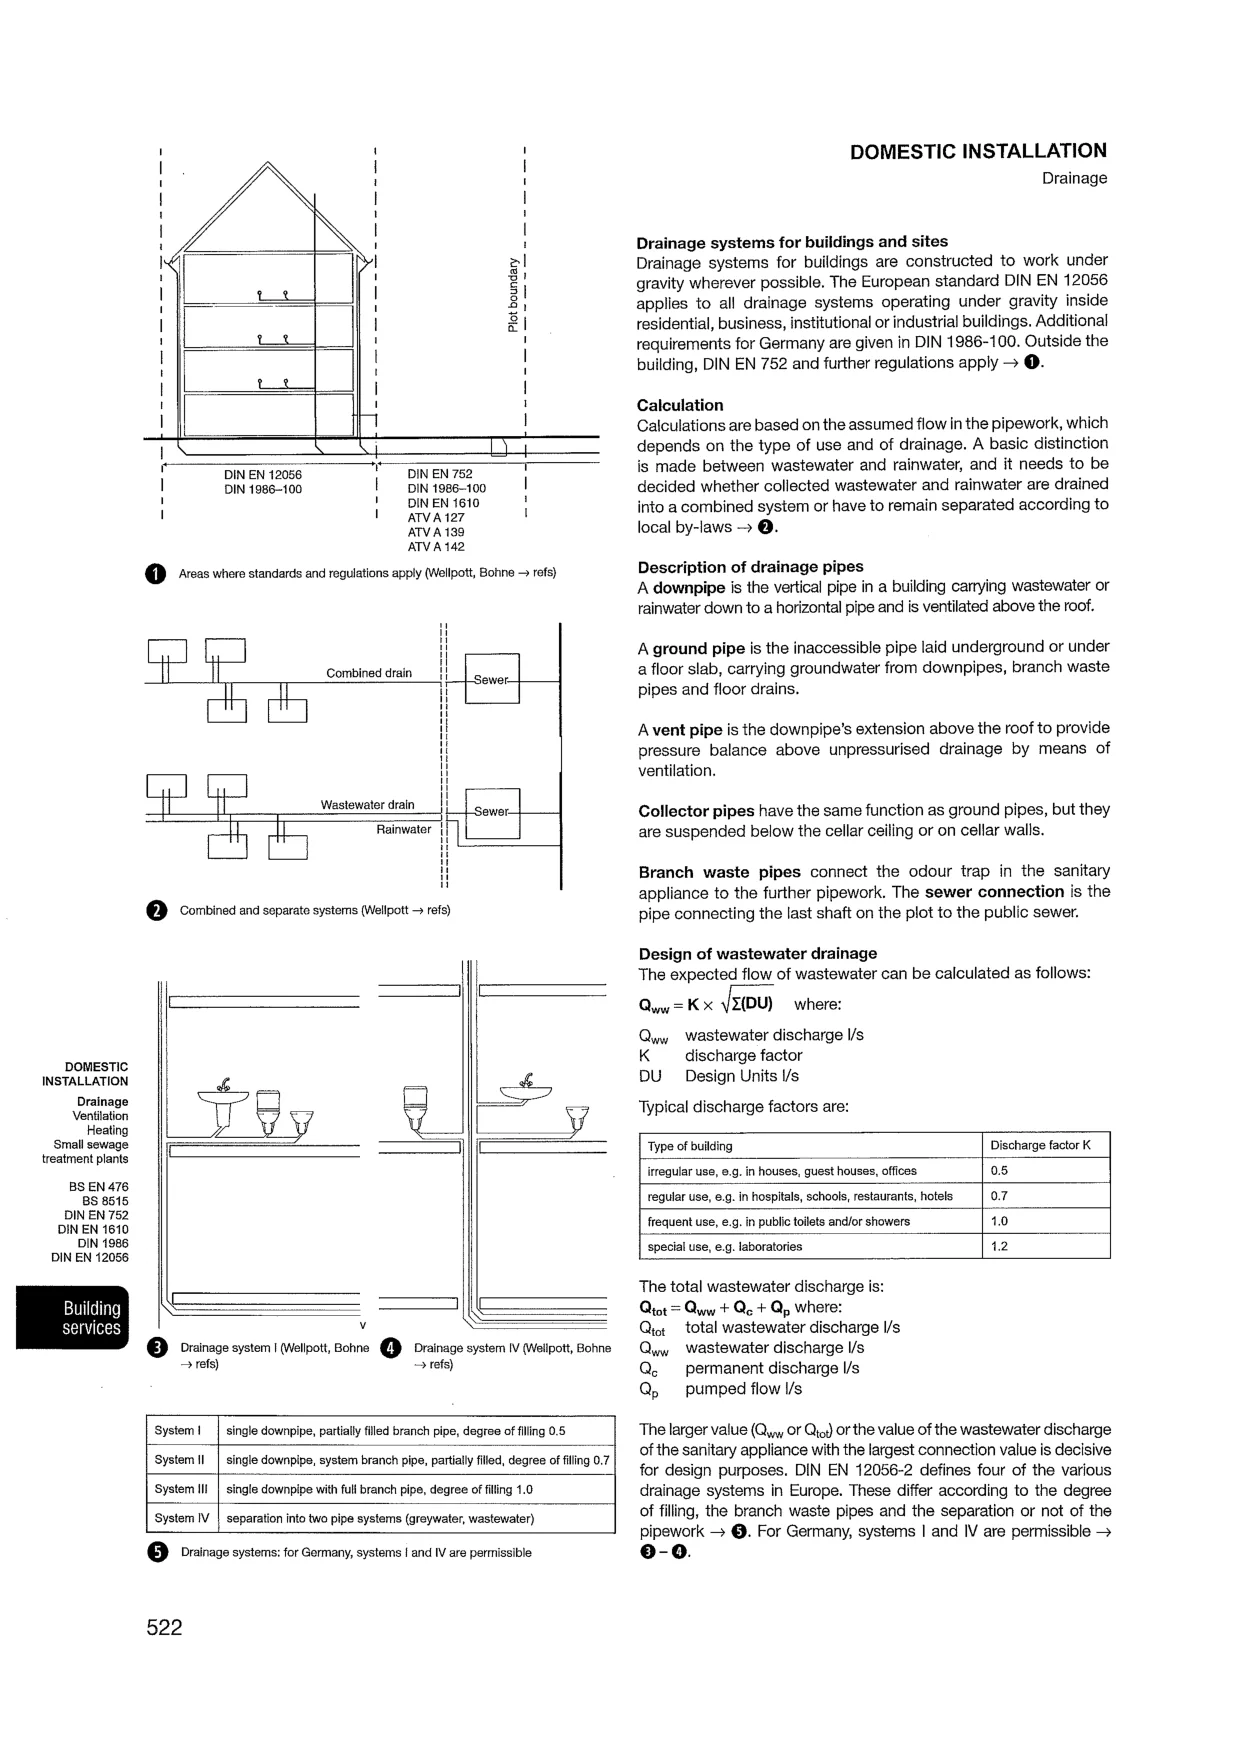 DOMESTIC INSTALLATION
Drainage
Plot boundary
DIN EN 12056
DIN 1986–100
DIN EN 752
DIN 1986–100
DIN EN 1610
ATV A 127
ATV A 139
ATV A 142
1 Areas where standards and regulations apply (Wellpott, Bohne → refs)
Combined drain
Sewer
Wastewater drain
Sewer
Rainwater
2 Combined and separate systems (Wellpott → refs)
V
3 Drainage system I (Wellpott, Bohne
→ refs)
4 Drainage system IV (Wellpott, Bohne
→ refs)
System I single downpipe, partially filled branch pipe, degree of filling 0.5
System II single downpipe, system branch pipe, partially filled, degree of filling 0.7
System III single downpipe with full branch pipe, degree of filling 1.0
System IV separation into two pipe systems (greywater, wastewater)
5 Drainage systems: for Germany, systems I and IV are permissible
DOMESTIC
INSTALLATION
Drainage
Ventilation
Heating
Small sewage
treatment plants
BS EN 476
BS 8515
DIN EN 752
DIN EN 1610
DIN 1986
DIN EN 12056
Building
services
Drainage systems for buildings and sites
Drainage systems for buildings are constructed to work under
gravity wherever possible. The European standard DIN EN 12056
applies to all drainage systems operating under gravity inside
residential, business, institutional or industrial buildings. Additional
requirements for Germany are given in DIN 1986-100. Outside the
building, DIN EN 752 and further regulations apply → 1.
Calculation
Calculations are based on the assumed flow in the pipework, which
depends on the type of use and of drainage. A basic distinction
is made between wastewater and rainwater, and it needs to be
decided whether collected wastewater and rainwater are drained
into a combined system or have to remain separated according to
local by-laws → 2.
Description of drainage pipes
A downpipe is the vertical pipe in a building carrying wastewater or
rainwater down to a horizontal pipe and is ventilated above the roof.
A ground pipe is the inaccessible pipe laid underground or under
a floor slab, carrying groundwater from downpipes, branch waste
pipes and floor drains.
A vent pipe is the downpipe's extension above the roof to provide
pressure balance above unpressurised drainage by means of
ventilation.
Collector pipes have the same function as ground pipes, but they
are suspended below the cellar ceiling or on cellar walls.
Branch waste pipes connect the odour trap in the sanitary
appliance to the further pipework. The sewer connection is the
pipe connecting the last shaft on the plot to the public sewer.
Design of wastewater drainage
The expected flow of wastewater can be calculated as follows:
Qww = K × √Σ(DU) where:
Qww wastewater discharge l/s
K discharge factor
DU Design Units l/s
Typical discharge factors are:
Type of building Discharge factor K
irregular use, e.g. in houses, guest houses, offices 0.5
regular use, e.g. in hospitals, schools, restaurants, hotels 0.7
frequent use, e.g. in public toilets and/or showers 1.0
special use, e.g. laboratories 1.2
The total wastewater discharge is:
Qtot = Qww + Qc + Qp where:
Qtot total wastewater discharge l/s
Qww wastewater discharge l/s
Qc permanent discharge l/s
Qp pumped flow l/s
The larger value (Qww or Qtot) or the value of the wastewater discharge
of the sanitary appliance with the largest connection value is decisive
for design purposes. DIN EN 12056-2 defines four of the various
drainage systems in Europe. These differ according to the degree
of filling, the branch waste pipes and the separation or not of the
pipework → 5. For Germany, systems I and IV are permissible →
3 – 4.
522